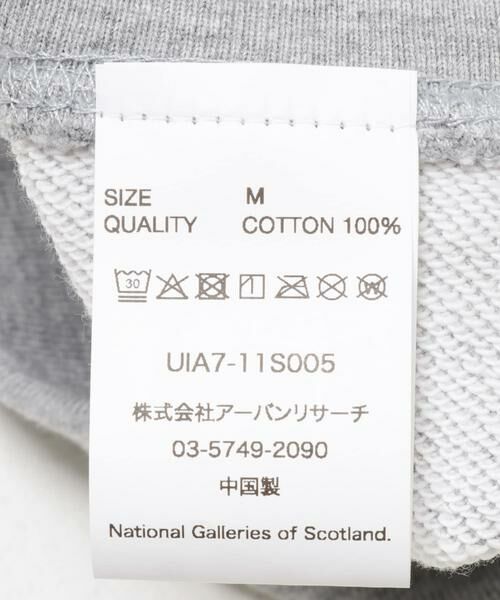 SIZE M
QUALITY COTTON 100%
30 W
UIA7-11S005
株式会社アーバンリサーチ
03-5749-2090
中国製
National Galleries of Scotland.